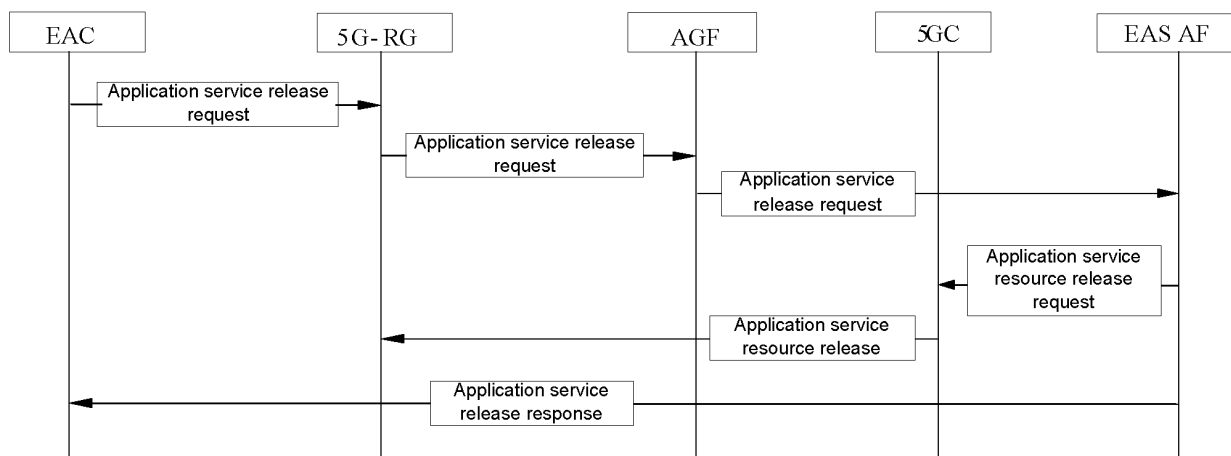 EAC
5G-RG
AGF
5GC
EAS AF
Application service release
request
Application service release
request
Application service
release request
Application service
resource release
request
Application service
resource release
Application service
release response